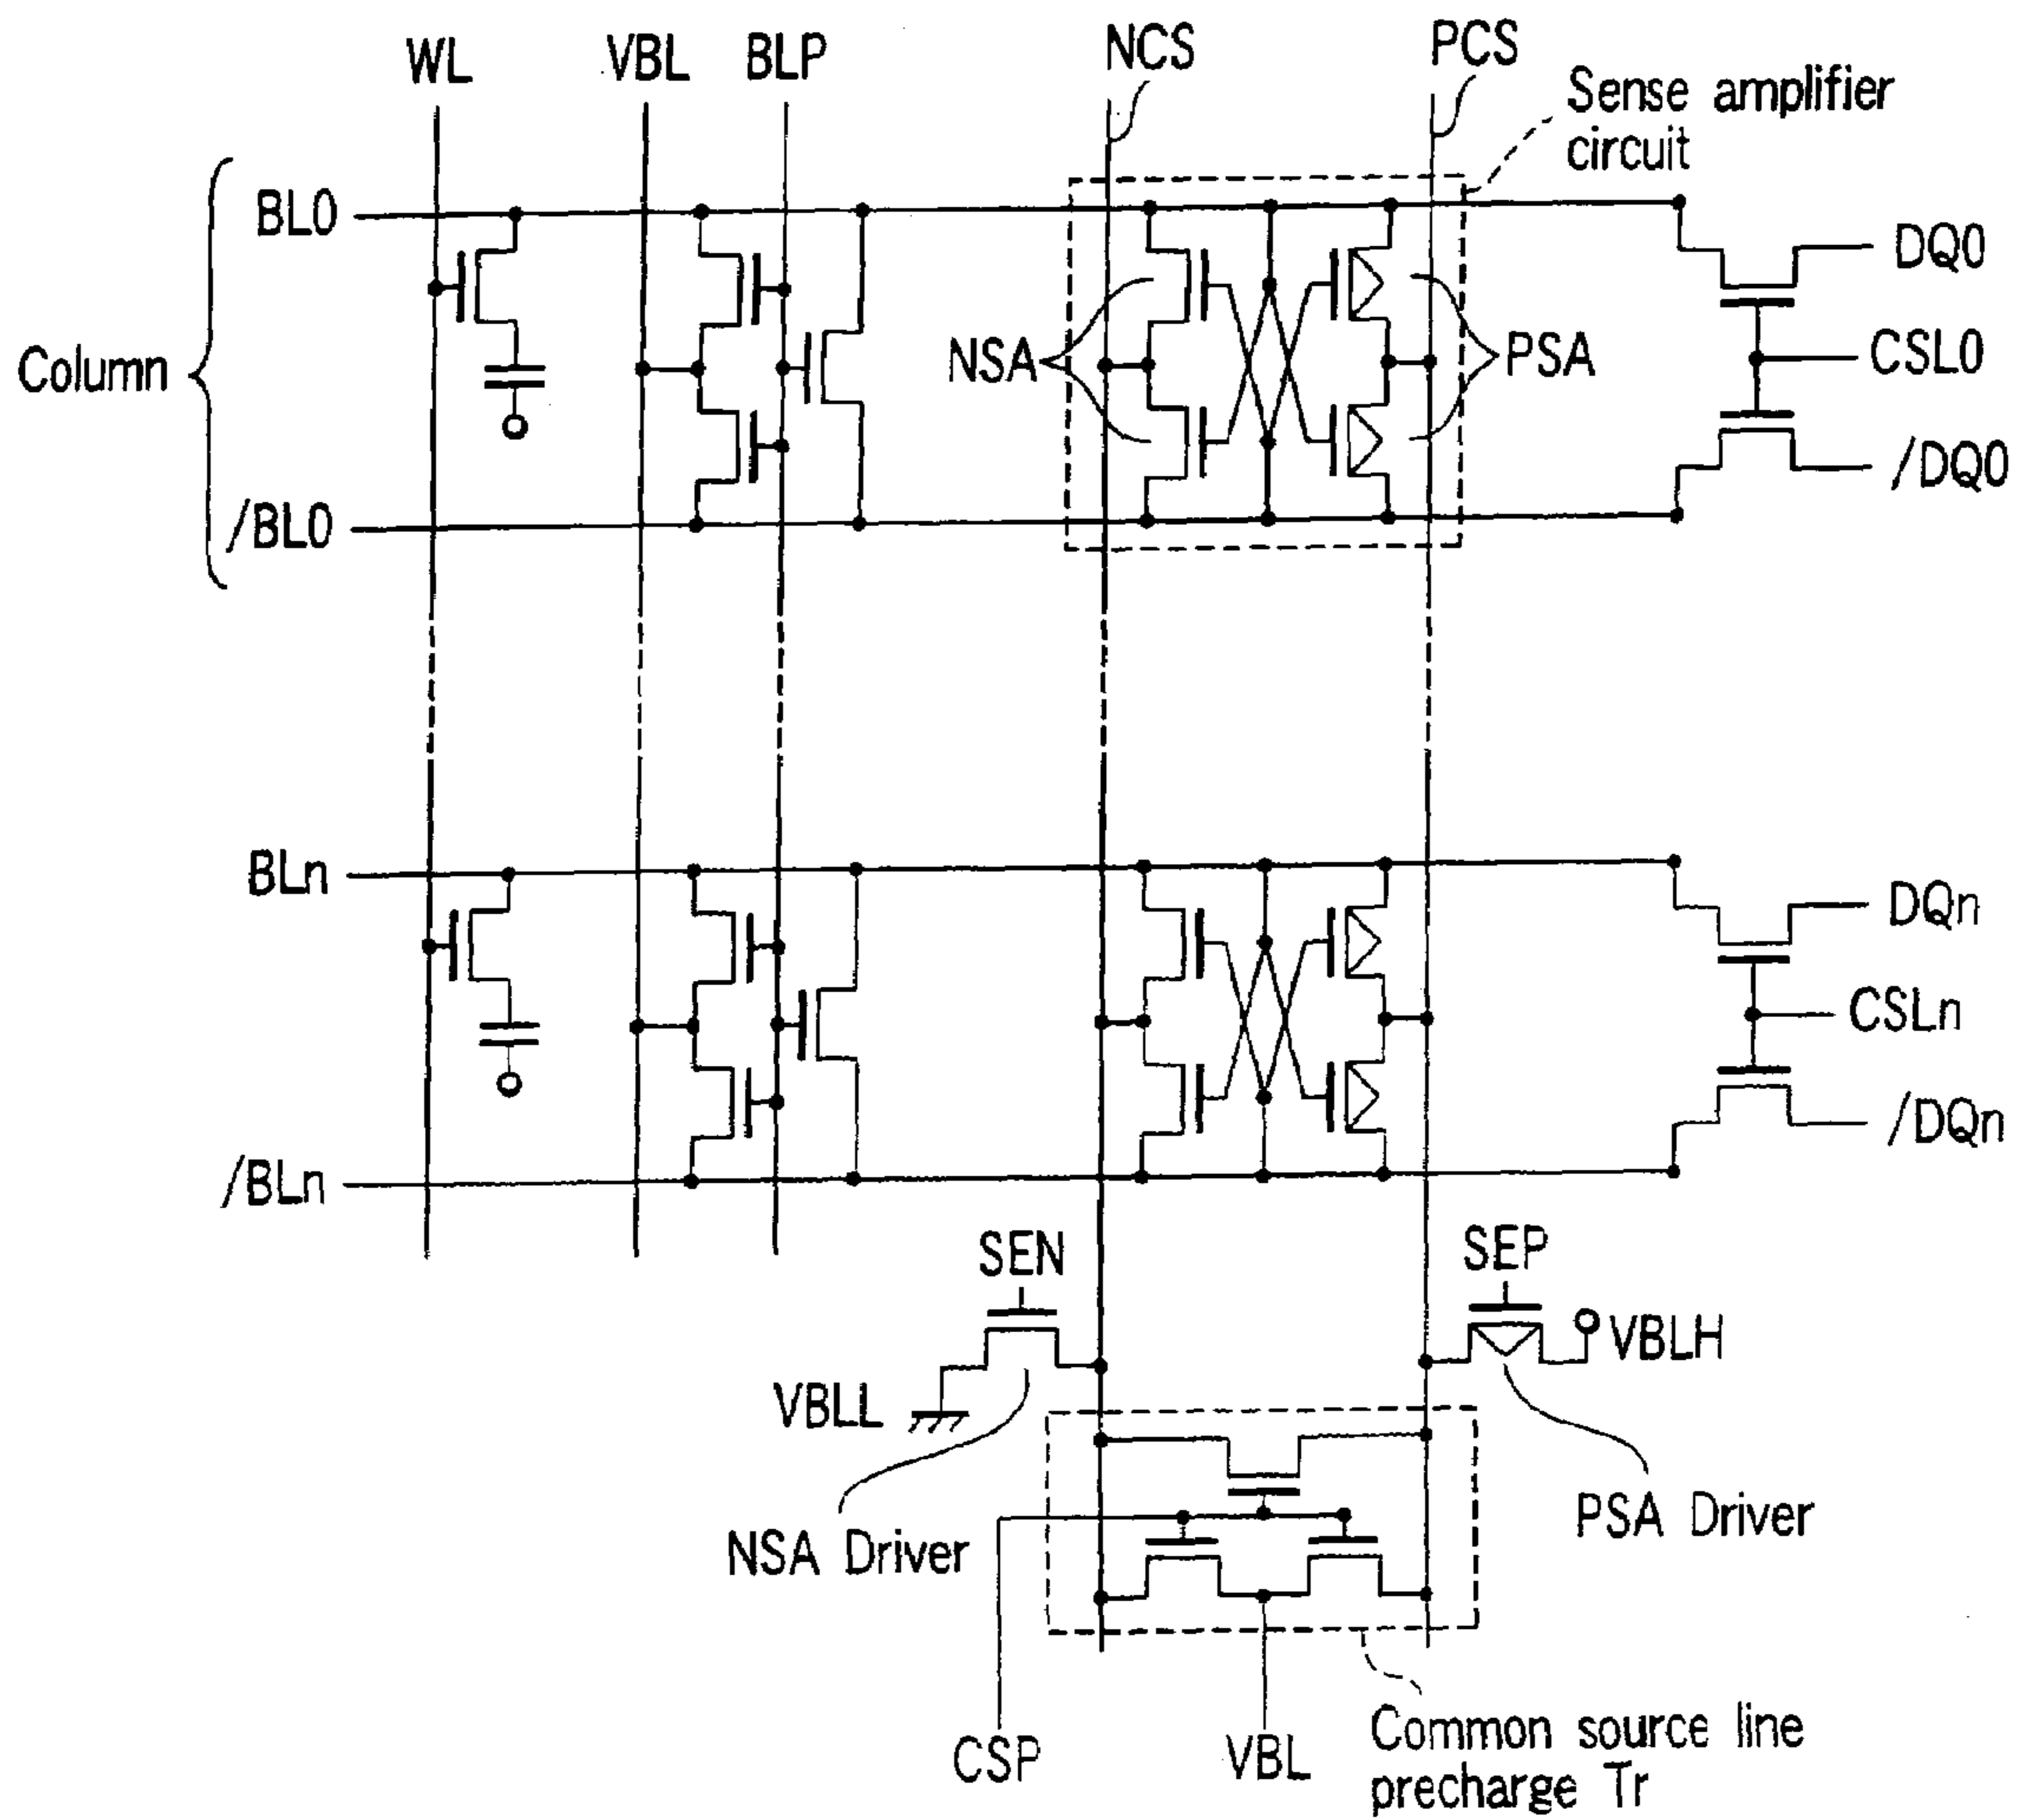 WL
VBL
BLP
NCS
PCS
Sense amplifier
circuit
BL0
DQ0
Column
NSA
PSA
CSL0
/DQ0
/BL0
BLn
DQn
CSLn
/DQn
/BLn
SEN
SEP
VBLL
VBLH
NSA Driver
PSA Driver
CSP
VBL
Common source line
precharge Tr